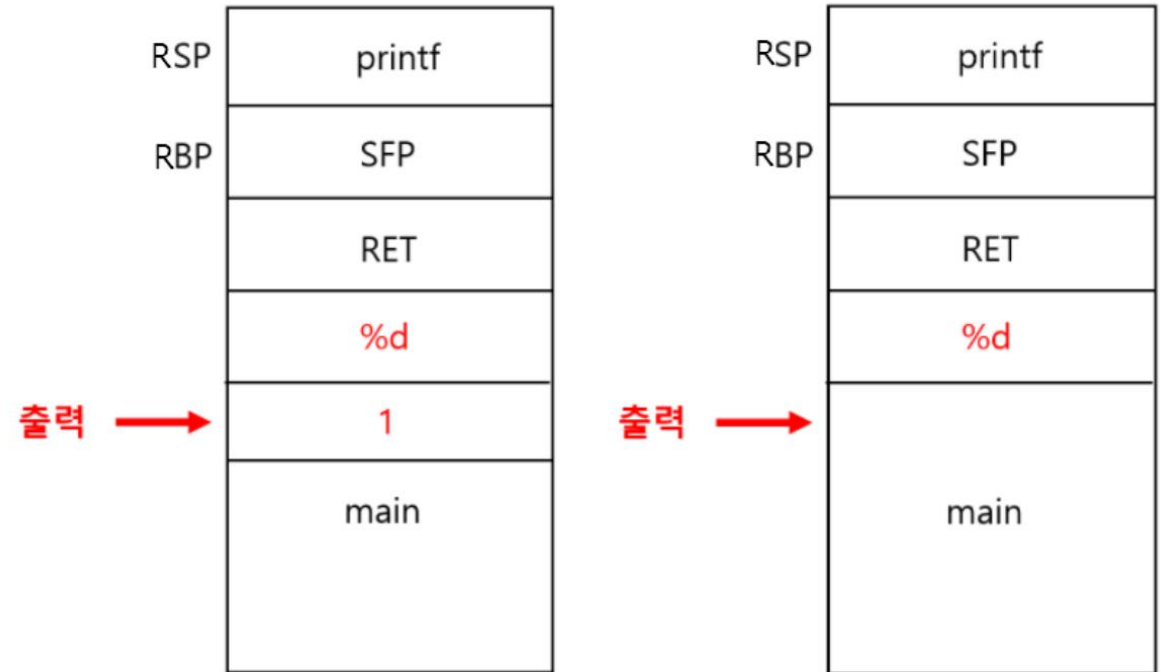 RSP
printf
RBP
SFP
RET
%d
출력
1
main
RSP
printf
RBP
SFP
RET
%d
출력
main